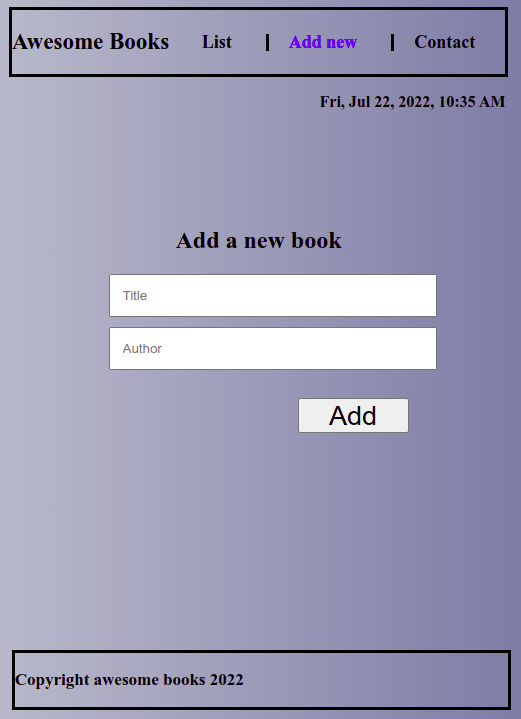 Awesome Books List | Add new | Contact
Fri, Jul 22, 2022, 10:35 AM
Add a new book
Title
Author
Add
Copyright awesome books 2022